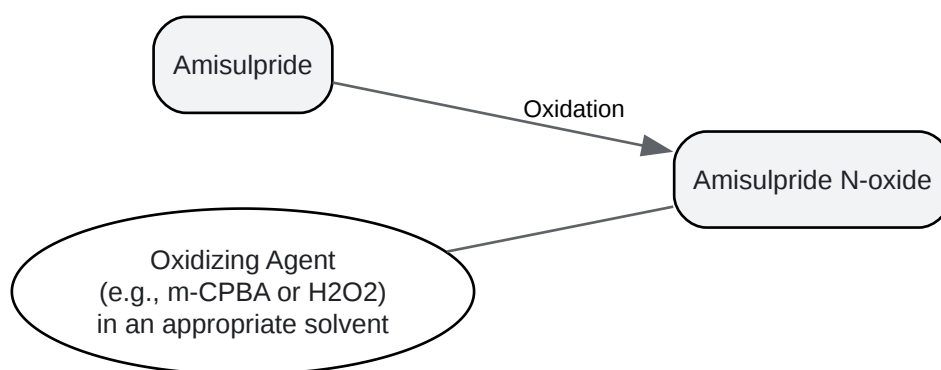 Amisulpride
Oxidation
Amisulpride N-oxide
Oxidizing Agent
(e.g., m-CPBA or H2O2)
in an appropriate solvent